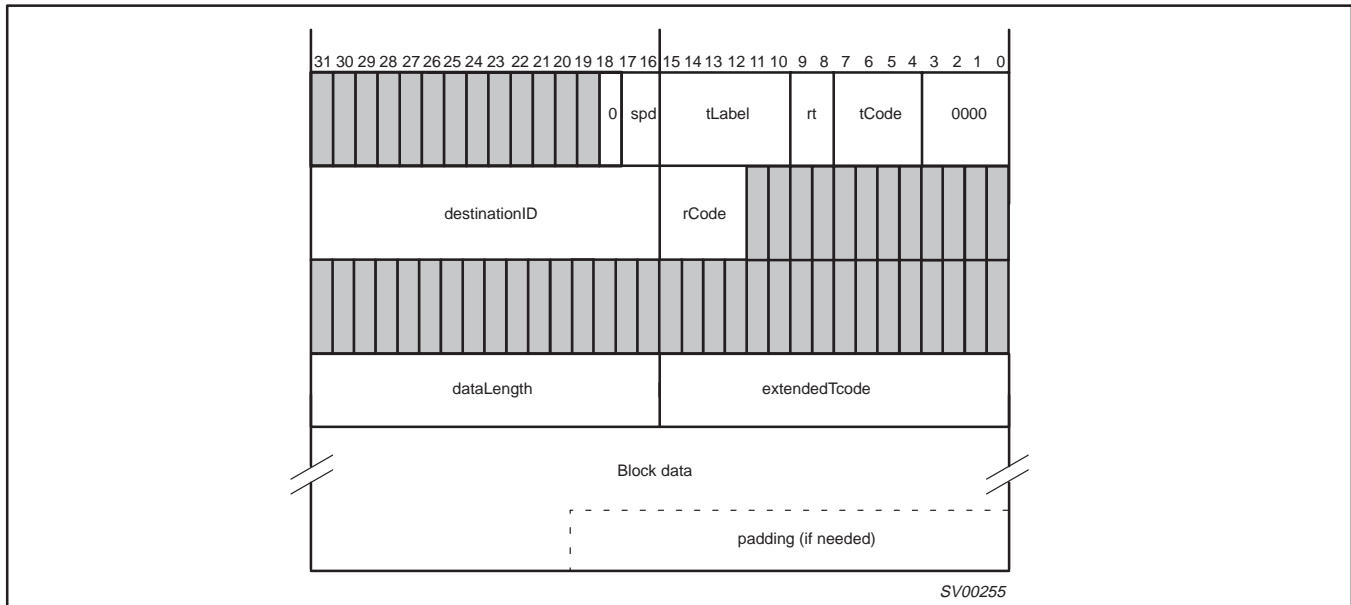 31 30 29 28 27 26 25 24 23 22 21 20 19 18 17 16 15 14 13 12 11 10 9 8 7 6 5 4 3 2 1 0
0 spd tLabel rt tCode 0000
destinationID rCode
dataLength extendedTcode
Block data
padding (if needed)
SV00255